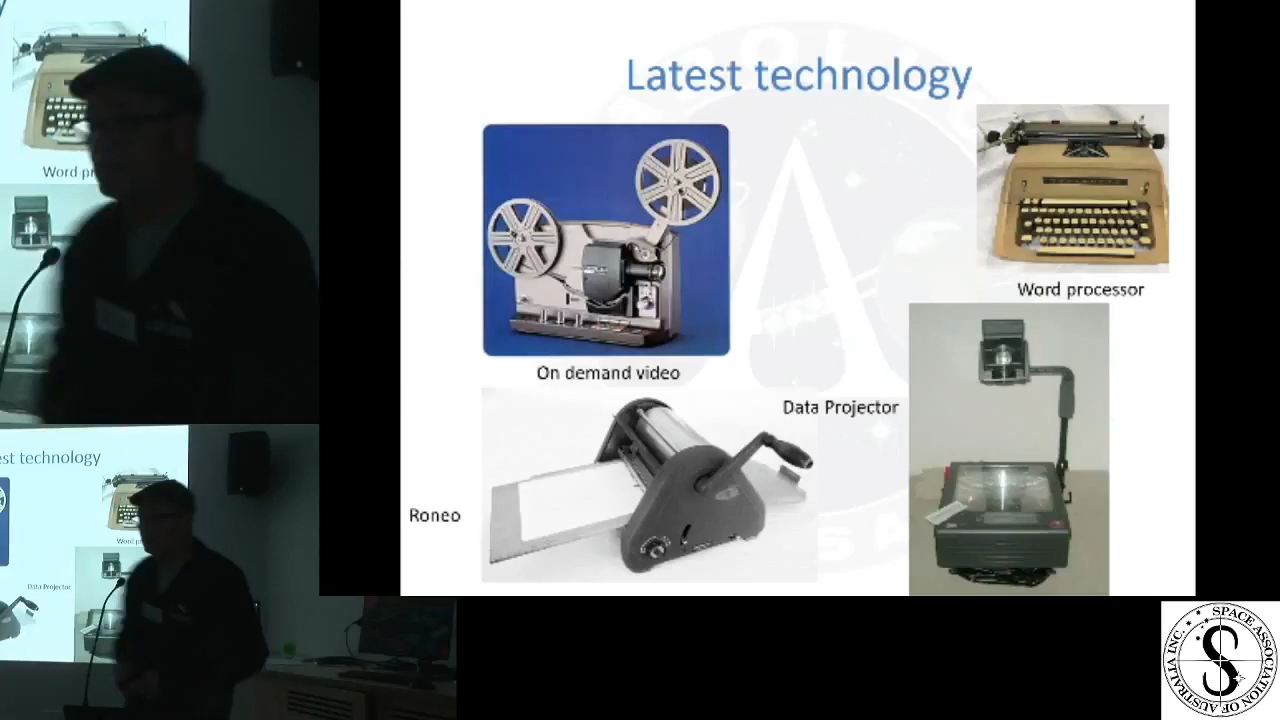 Latest technology
Word processor
On demand video
Data Projector
Roneo
Word pr
est technology
Word p
Data Projector
SPACE ASSOCIATION OF AUSTRALIA INC.
S